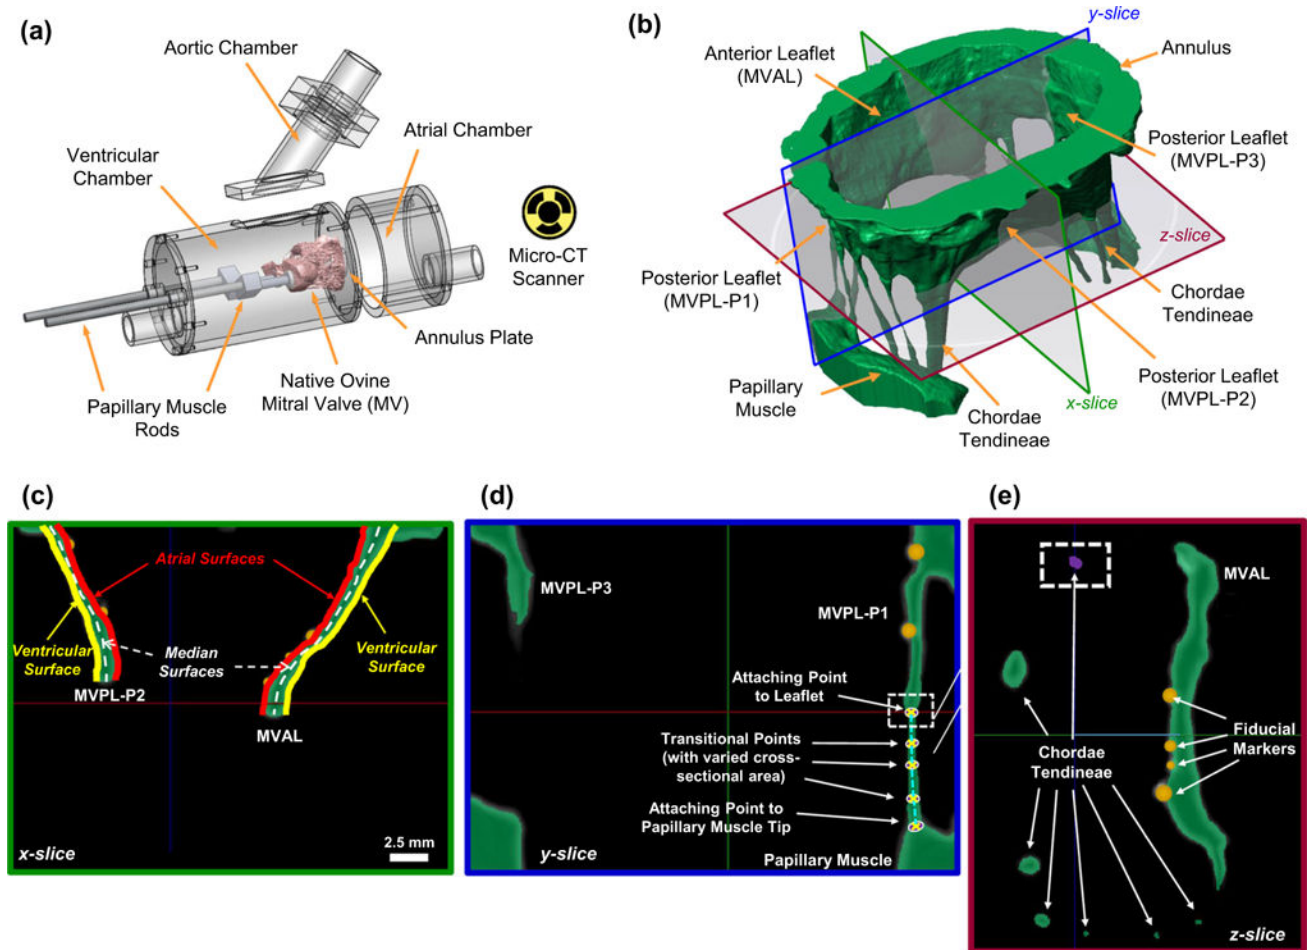 (a)
Aortic Chamber
Atrial Chamber
Ventricular
Chamber
Micro-CT
Scanner
Annulus Plate
Native Ovine
Mitral Valve (MV)
Papillary Muscle
Rods
(b)
y-slice
Anterior Leaflet
(MVAL)
Annulus
Posterior Leaflet
(MVPL-P3)
z-slice
Posterior Leaflet
(MVPL-P1)
Chordae
Tendineae
Papillary
Muscle
x-slice
Posterior Leaflet
(MVPL-P2)
Chordae
Tendineae
(c)
Atrial Surfaces
Ventricular
Surface
Median
Surfaces
Ventricular
Surface
MVPL-P2
MVAL
2.5 mm
x-slice
(d)
MVPL-P3
MVPL-P1
Attaching Point
to Leaflet
Transitional Points
(with varied cross-
sectional area)
Attaching Point to
Papillary Muscle Tip
y-slice
Papillary Muscle
(e)
MVAL
Fiducial
Markers
Chordae
Tendineae
z-slice